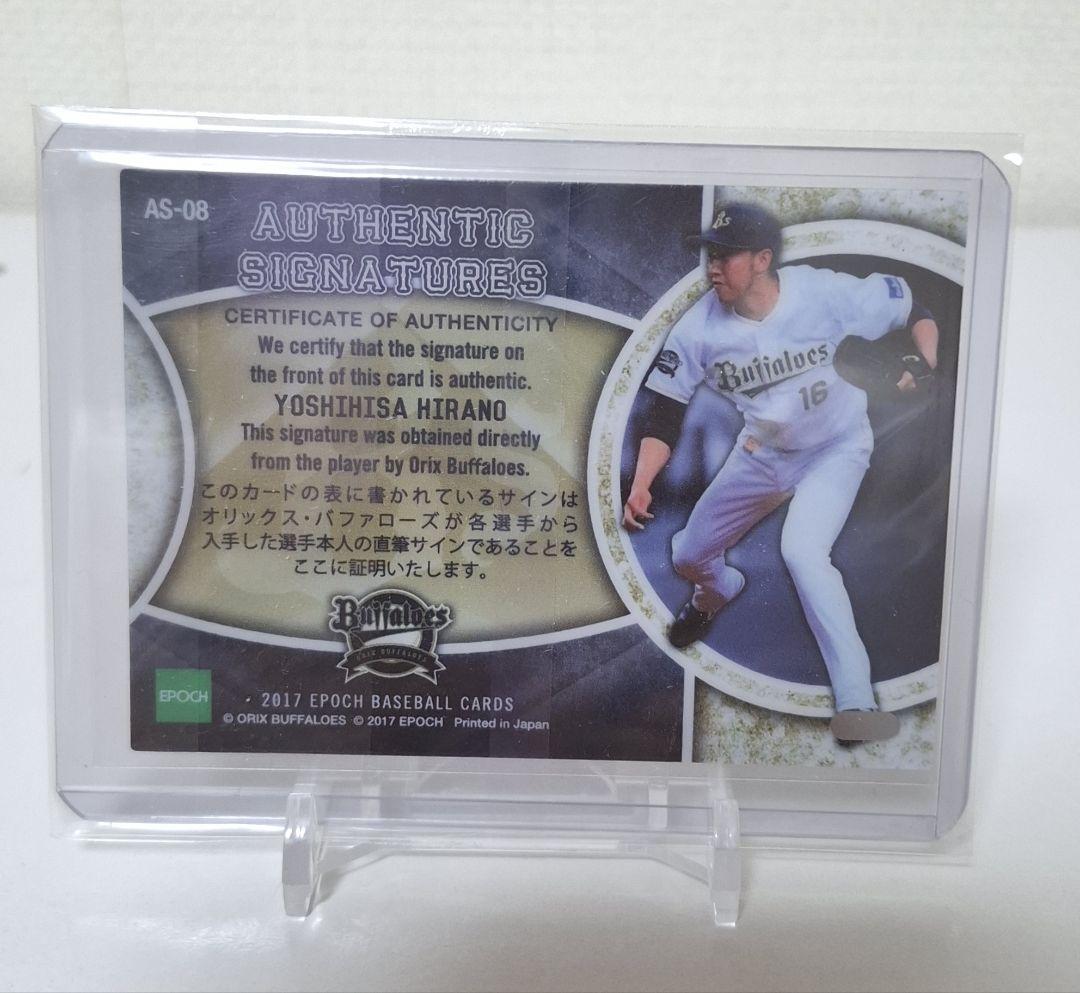 AS-08
AUTHENTIC
SIGNATURES
CERTIFICATE OF AUTHENTICITY
We certify that the signature on
the front of this card is authentic.
YOSHIHISA HIRANO
This signature was obtained directly
from the player by Orix Buffaloes.
このカードの表に書かれているサインは
オリックス・バファローズが各選手から
入手した選手本人の直筆サインであることを
ここに証明いたします。
Buffaloes
ORIX BUFFALOES
EPOCH
2017 EPOCH BASEBALL CARDS
© ORIX BUFFALOES © 2017 EPOCH Printed in Japan
Bs
Buffaloes
16